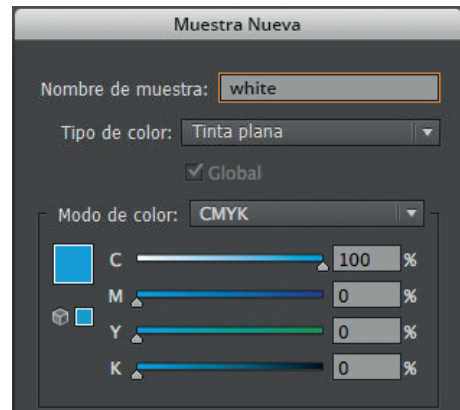 Muestra Nueva
Nombre de muestra: white
Tipo de color: Tinta plana
Global
Modo de color: CMYK
C 100 %
M 0 %
Y 0 %
K 0 %